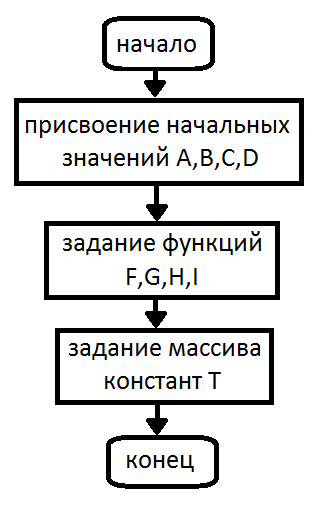 начало
присвоение начальных
значений A,B,C,D
задание функций
F,G,H,I
задание массива
констант T
конец